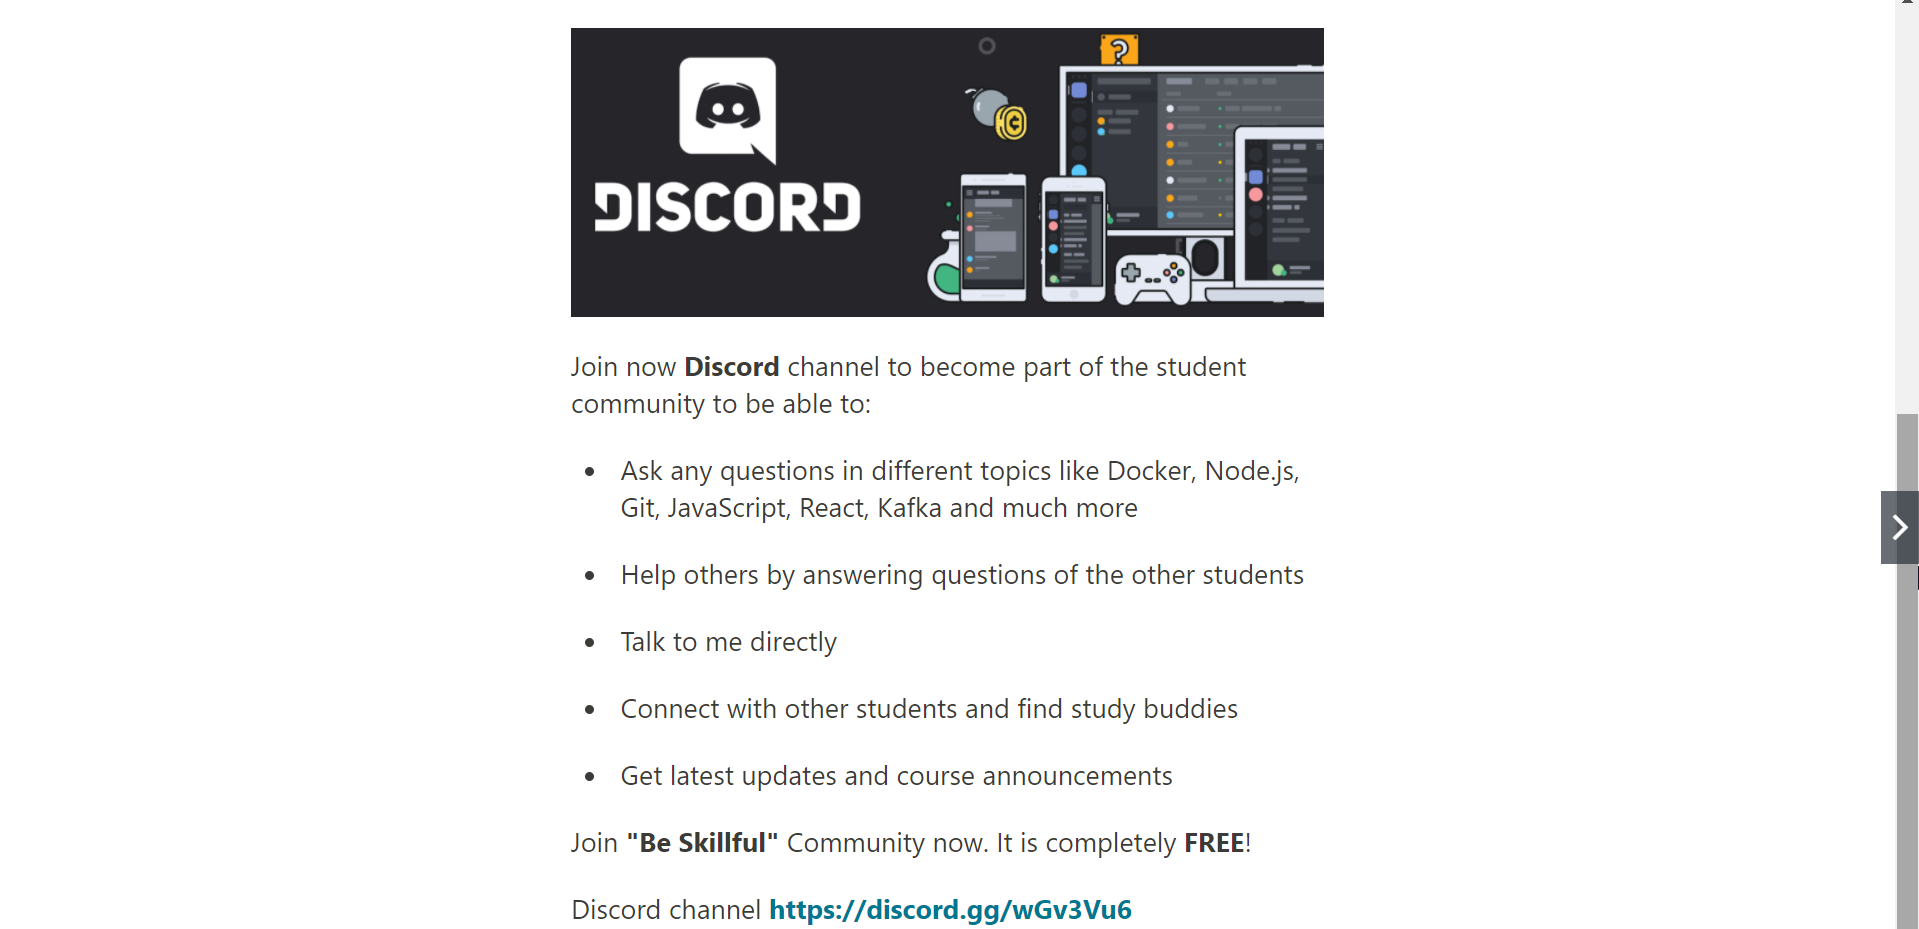 DISCORD
Join now Discord channel to become part of the student
community to be able to:
Ask any questions in different topics like Docker, Node.js,
Git, JavaScript, React, Kafka and much more
Help others by answering questions of the other students
Talk to me directly
Connect with other students and find study buddies
Get latest updates and course announcements
Join "Be Skillful" Community now. It is completely FREE!
Discord channel https://discord.gg/wGv3Vu6